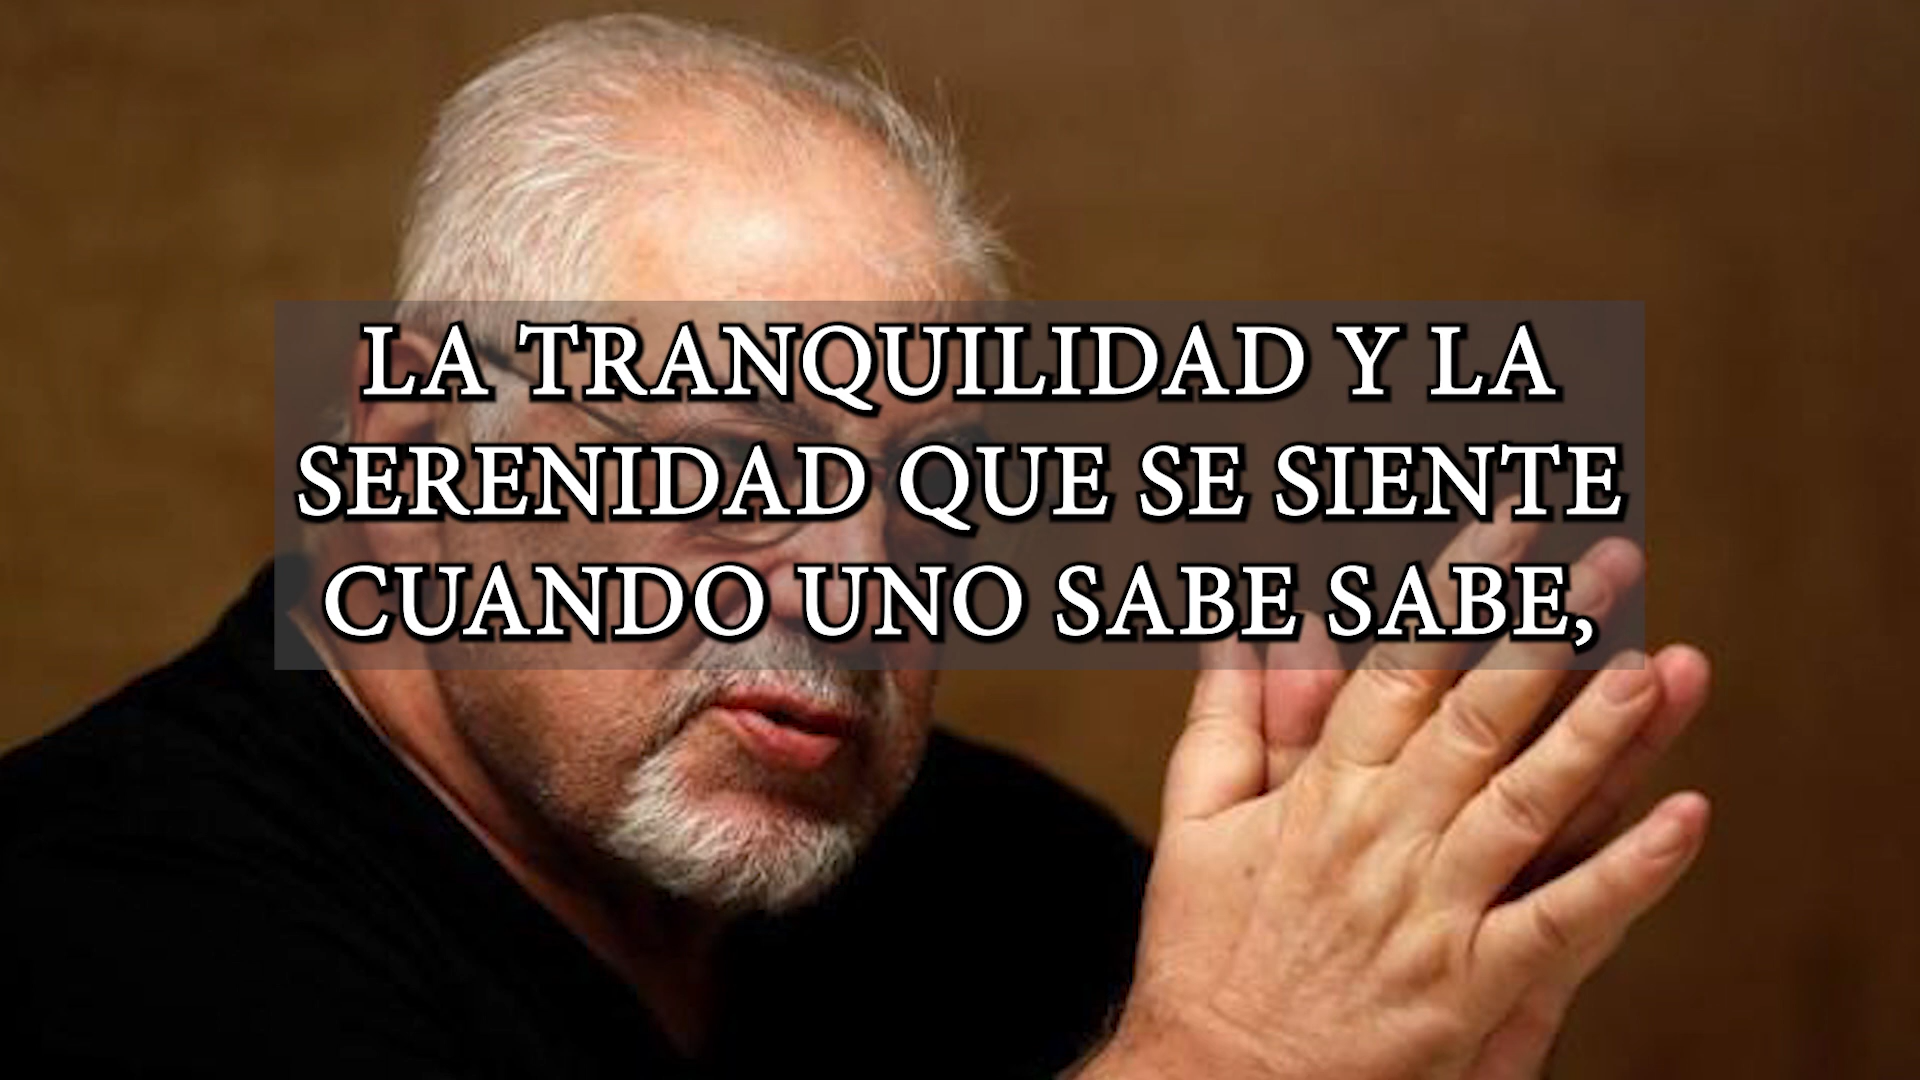 LA TRANQUILIDAD Y LA
SERENIDAD QUE SE SIENTE
CUANDO UNO SABE SABE,